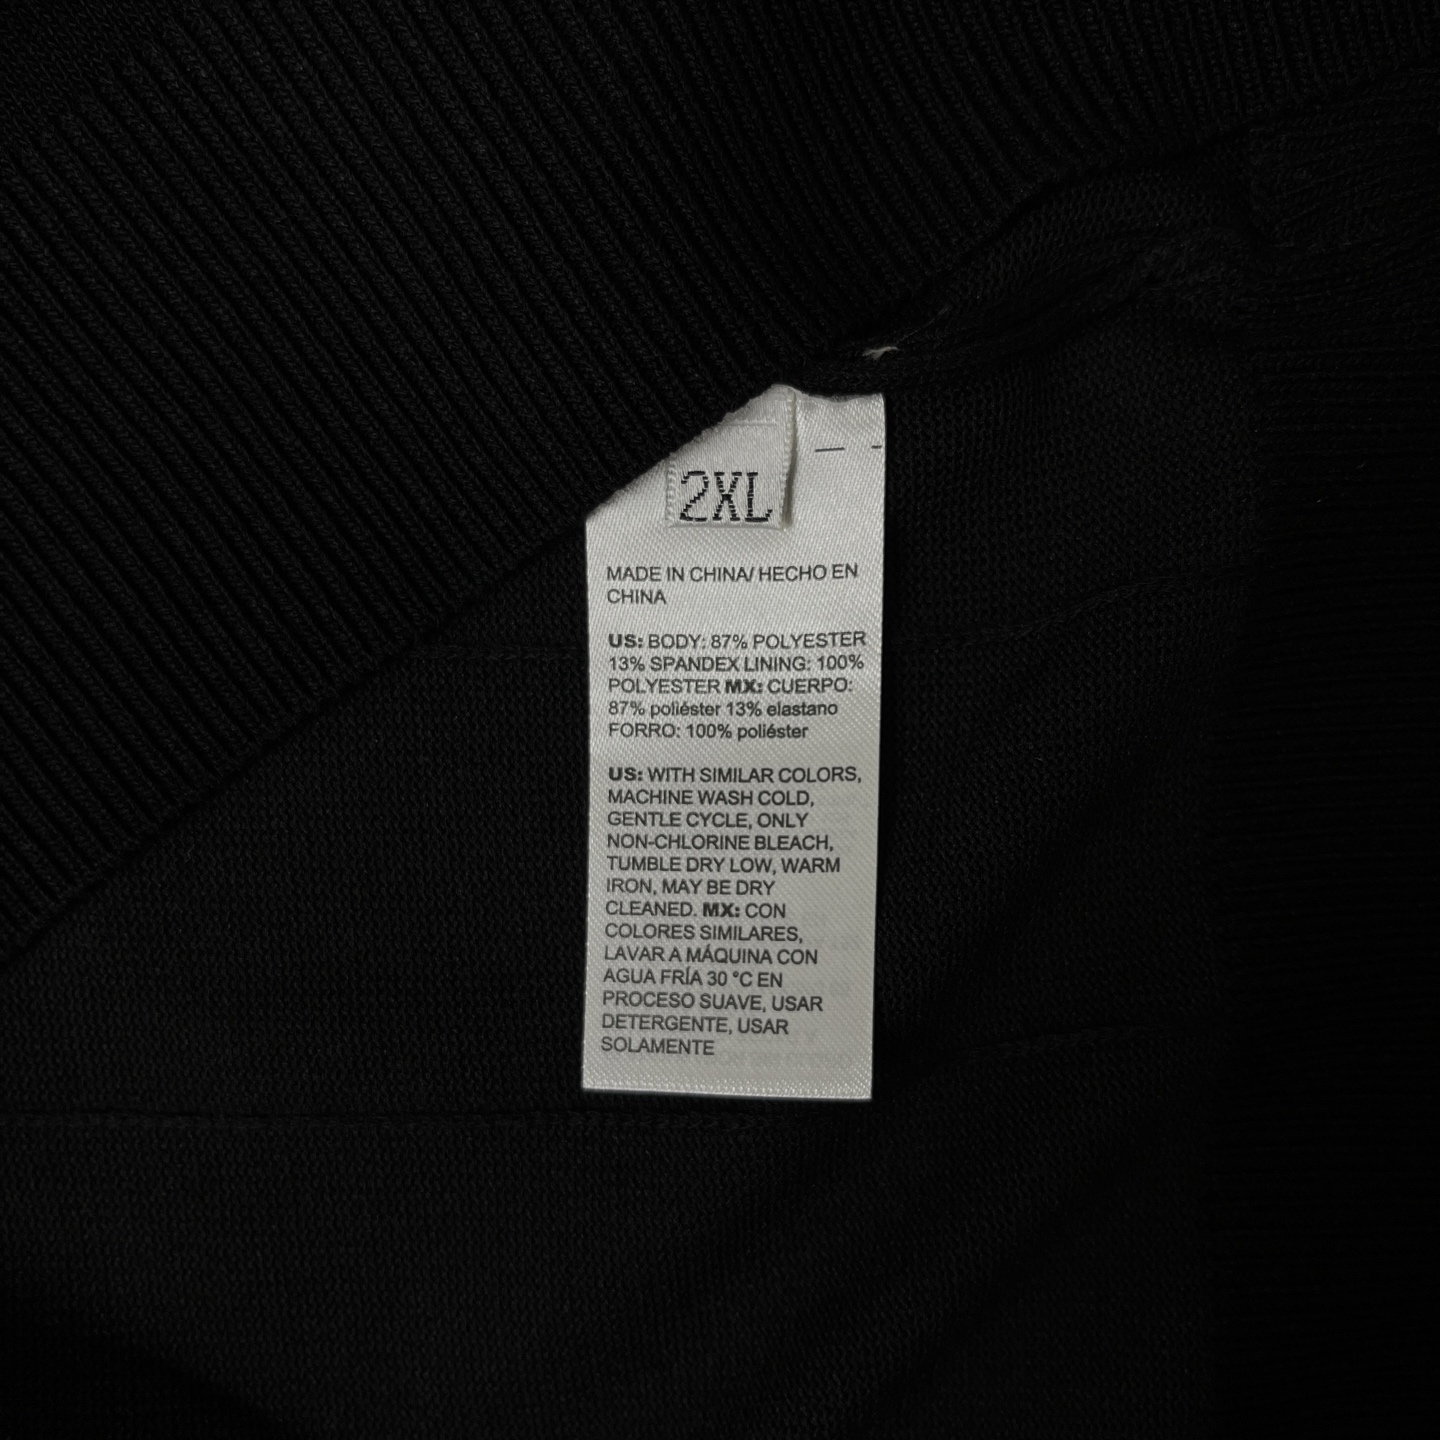 2XL
MADE IN CHINA/ HECHO EN
CHINA
US: BODY: 87% POLYESTER
13% SPANDEX LINING: 100%
POLYESTER MX: CUERPO:
87% poliéster 13% elastano
FORRO: 100% poliéster
US: WITH SIMILAR COLORS,
MACHINE WASH COLD,
GENTLE CYCLE, ONLY
NON-CHLORINE BLEACH,
TUMBLE DRY LOW, WARM
IRON, MAY BE DRY
CLEANED. MX: CON
COLORES SIMILARES,
LAVAR A MÁQUINA CON
AGUA FRÍA 30 °C EN
PROCESO SUAVE, USAR
DETERGENTE, USAR
SOLAMENTE